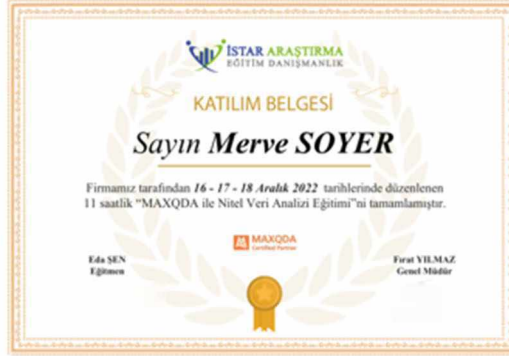 İSTAR ARAŞTIRMA
EĞİTİM DANIŞMANLIK
KATILIM BELGESİ
Sayın Merve SOYER
Firmamız tarafından 16 - 17 - 18 Aralık 2022 tarihlerinde düzenlenen
11 saatlik “MAXQDA ile Nitel Veri Analizi Eğitimi”ni tamamlamıştır.
MAXQDA
Certified Partner
Eda ŞEN
Eğitmen
Fırat YILMAZ
Genel Müdür